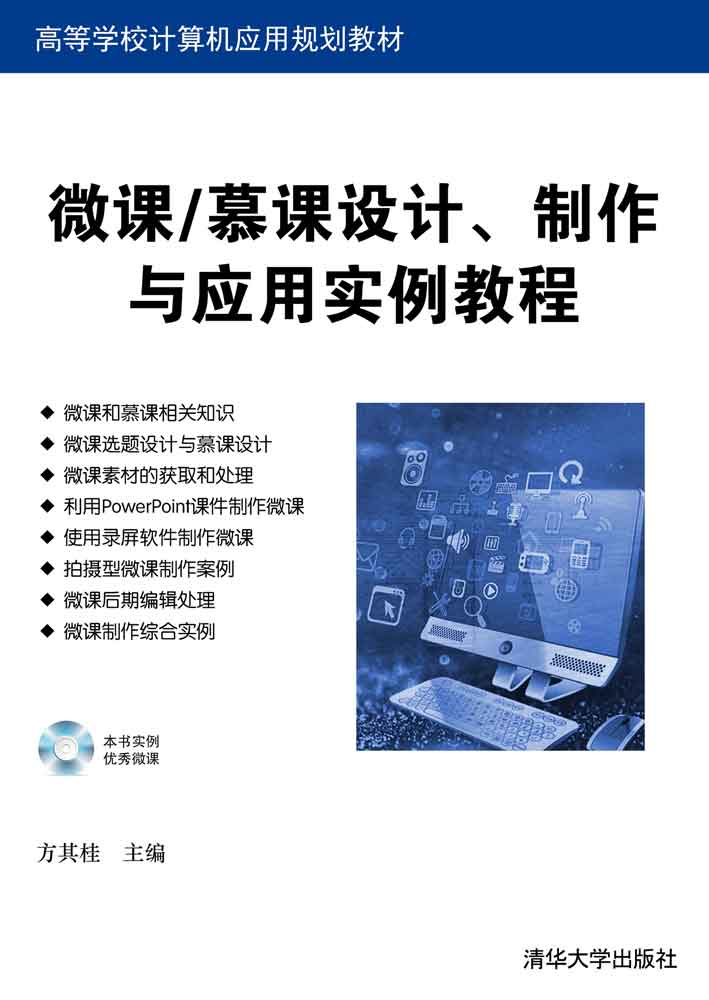 高等学校计算机应用规划教材
微课/慕课设计、制作
与应用实例教程
◆ 微课和慕课相关知识
◆ 微课选题设计与慕课设计
◆ 微课素材的获取和处理
◆ 利用PowerPoint课件制作微课
◆ 使用录屏软件制作微课
◆ 拍摄型微课制作案例
◆ 微课后期编辑处理
◆ 微课制作综合实例
本书实例
优秀微课
方其桂 主编
清华大学出版社